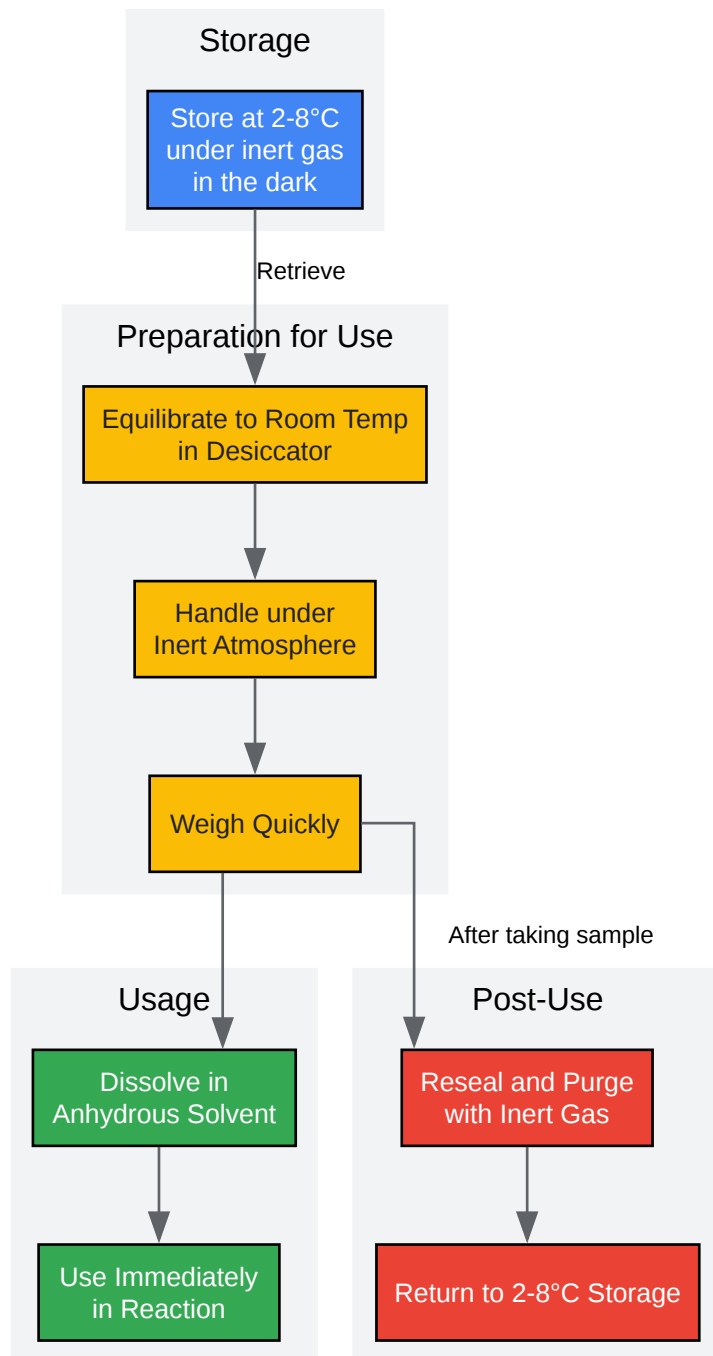 Storage
Store at 2-8°C
under inert gas
in the dark
Retrieve
Preparation for Use
Equilibrate to Room Temp
in Desiccator
Handle under
Inert Atmosphere
Weigh Quickly
After taking sample
Usage
Dissolve in
Anhydrous Solvent
Use Immediately
in Reaction
Post-Use
Reseal and Purge
with Inert Gas
Return to 2-8°C Storage